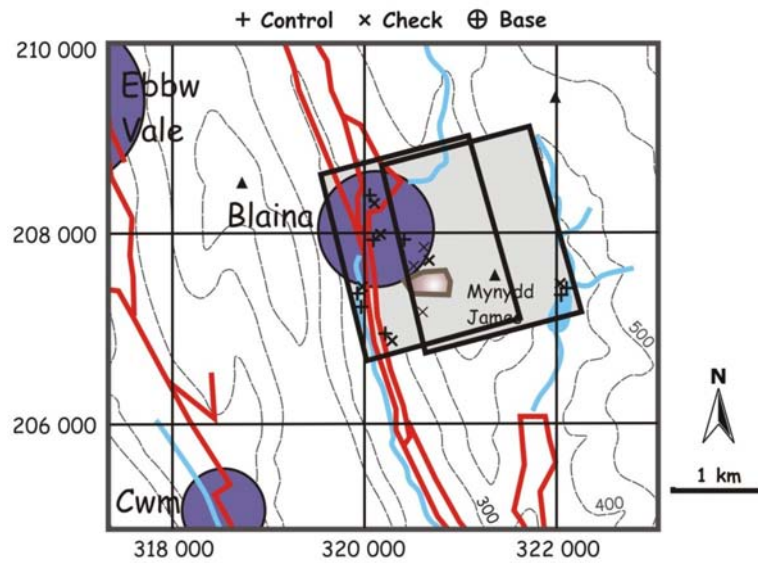 + Control × Check ⊕ Base
210 000
Ebbw
Vale
Blaina
208 000
Mynydd
James
500
N
1 km
206 000
Cwm
300
400
318 000 320 000 322 000